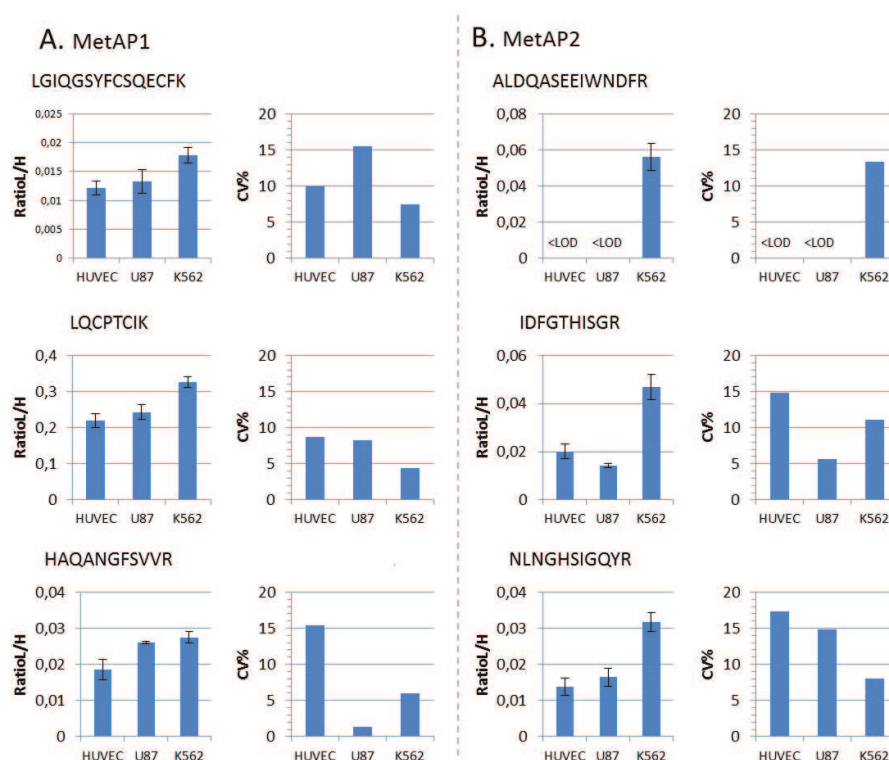 A. MetAP1
LGIQGSYFCSQECFK
RatioL/H
0,025
0,02
0,015
0,01
0,005
0
HUVEC U87 K562
CV%
20
15
10
5
0
HUVEC U87 K562
LQCPTCIK
RatioL/H
0,4
0,3
0,2
0,1
0
HUVEC U87 K562
CV%
20
15
10
5
0
HUVEC U87 K562
HAQANGFSVVR
RatioL/H
0,04
0,03
0,02
0,01
0
HUVEC U87 K562
CV%
20
15
10
5
0
HUVEC U87 K562
B. MetAP2
ALDQASEEIWNDFR
RatioL/H
0,08
0,06
0,04
0,02
0
<LOD <LOD
HUVEC U87 K562
CV%
20
15
10
5
0
<LOD <LOD
HUVEC U87 K562
IDFGTHISGR
RatioL/H
0,06
0,04
0,02
0
HUVEC U87 K562
CV%
20
15
10
5
0
HUVEC U87 K562
NLNGHSIGQYR
RatioL/H
0,04
0,03
0,02
0,01
0
HUVEC U87 K562
CV%
20
15
10
5
0
HUVEC U87 K562